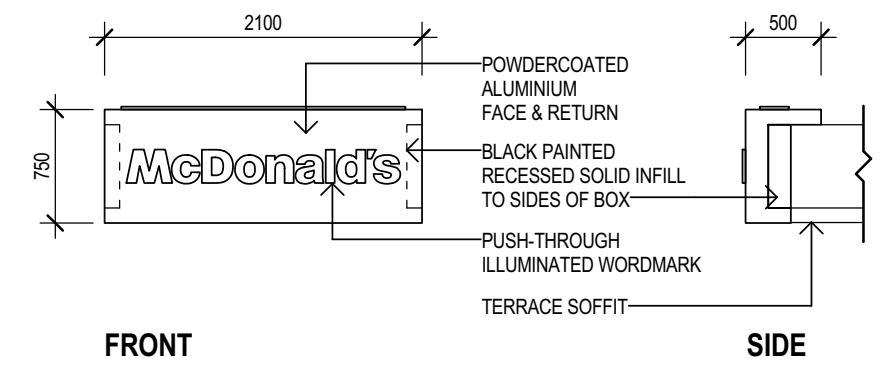 2100
500
POWDERCOATED
ALUMINIUM
FACE & RETURN
750
McDonald's
BLACK PAINTED
RECESSED SOLID INFILL
TO SIDES OF BOX
PUSH-THROUGH
ILLUMINATED WORDMARK
TERRACE SOFFIT
FRONT
SIDE